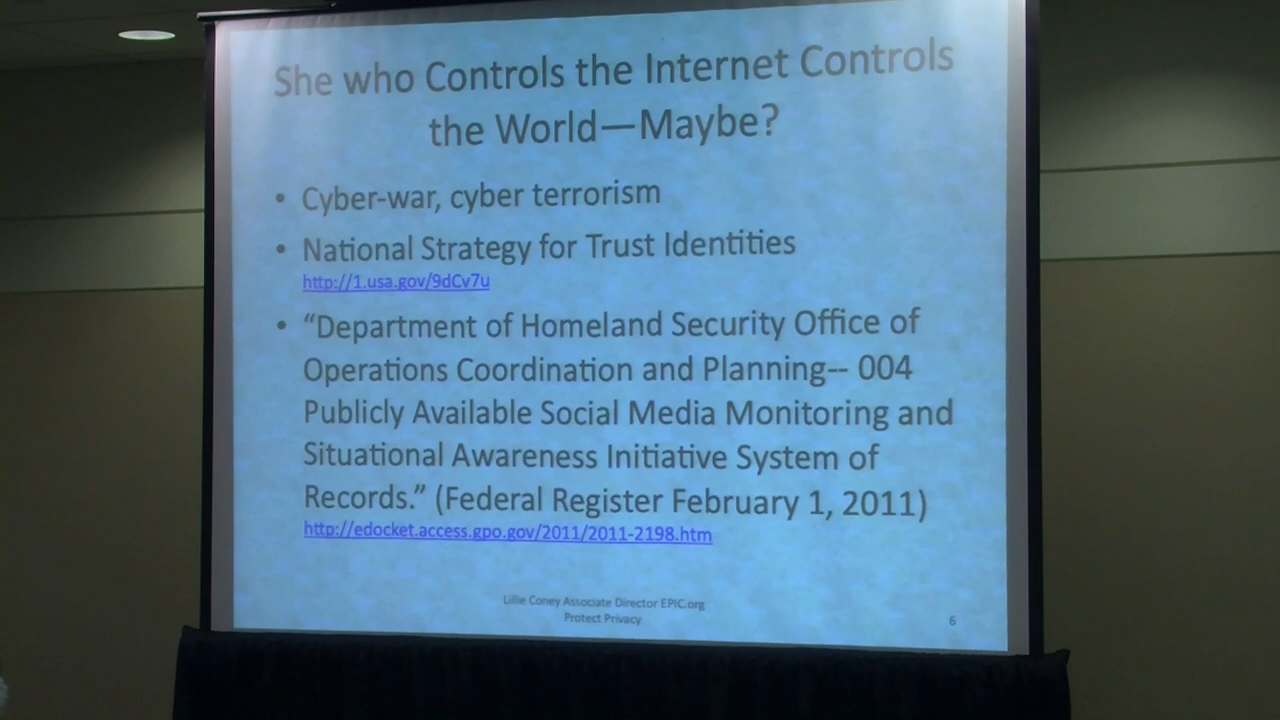 She who Controls the Internet Controls
the World—Maybe?
• Cyber-war, cyber terrorism
• National Strategy for Trust Identities
http://1.usa.gov/9dCv7u
• “Department of Homeland Security Office of
Operations Coordination and Planning-- 004
Publicly Available Social Media Monitoring and
Situational Awareness Initiative System of
Records.” (Federal Register February 1, 2011)
http://edocket.access.gpo.gov/2011/2011-2198.htm
Lillie Coney Associate Director EPIC.org
Protect Privacy
6